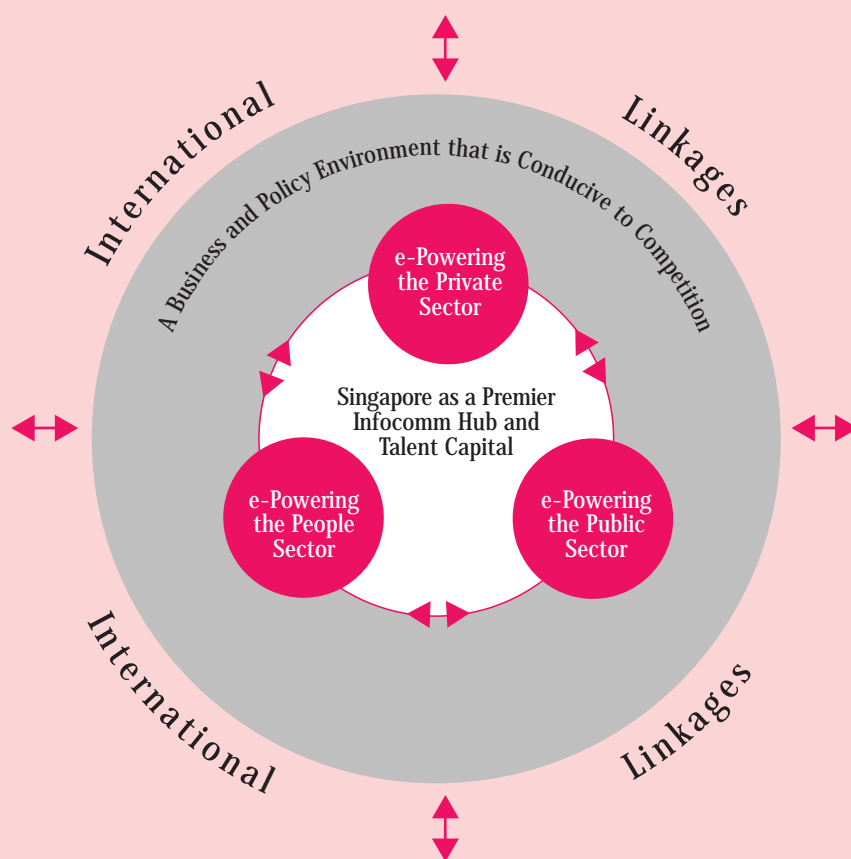 International
Linkages
A Business and Policy Environment that is Conducive to Competition
e-Powering
the Private
Sector
Singapore as a Premier
Infocomm Hub and
Talent Capital
e-Powering
the People
Sector
e-Powering
the Public
Sector
International
Linkages